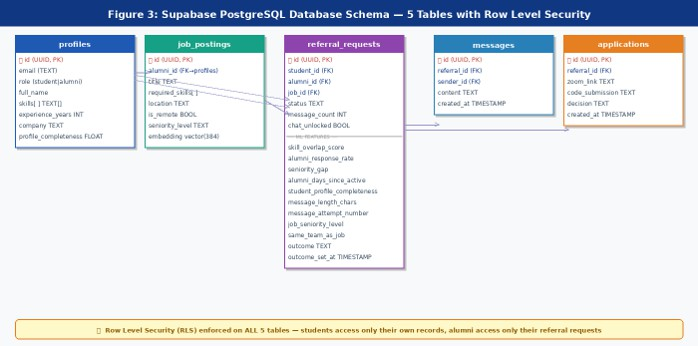 Figure 3: Supabase PostgreSQL Database Schema — 5 Tables with Row Level Security
profiles
id (UUID, PK)
email (TEXT)
role (student/alumni)
full_name
skills[ ] TEXT[]
experience_years INT
company TEXT
profile_completeness FLOAT
job_postings
id (UUID, PK)
alumni_id (FK→profiles)
title TEXT
required_skills[ ]
location TEXT
is_remote BOOL
seniority_level TEXT
embedding vector(384)
referral_requests
id (UUID, PK)
student_id (FK)
alumni_id (FK)
job_id (FK)
status TEXT
message_count INT
chat_unlocked BOOL
skill_overlap_score
alumni_response_rate
seniority_gap
alumni_days_since_active
student_profile_completeness
message_length_chars
message_attempt_number
job_seniority_level
same_team_as_job
outcome TEXT
outcome_set_at TIMESTAMP
messages
id (UUID, PK)
referral_id (FK)
sender_id (FK)
content TEXT
created_at TIMESTAMP
applications
id (UUID, PK)
referral_id (FK)
zoom_link TEXT
code_submission TEXT
decision TEXT
created_at TIMESTAMP
Row Level Security (RLS) enforced on ALL 5 tables — students access only their own records, alumni access only their referral requests